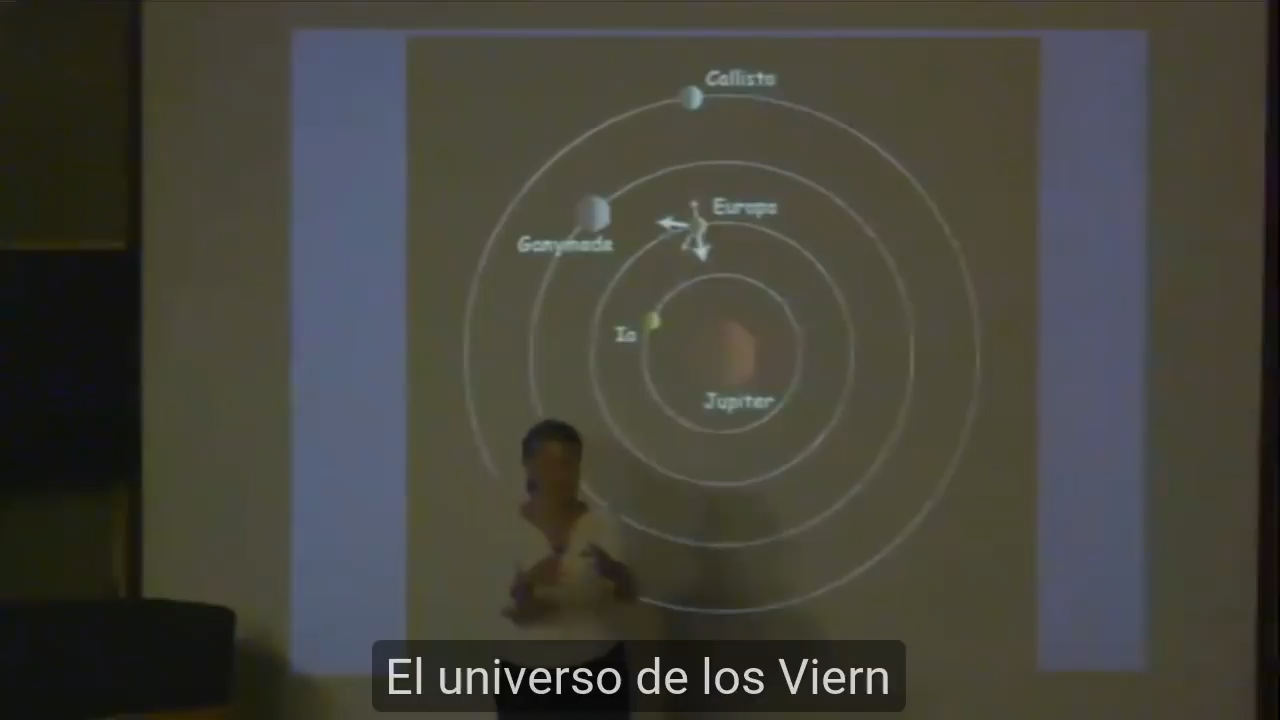 Callisto
Europa
Ganymede
Io
Jupiter
El universo de los Viern